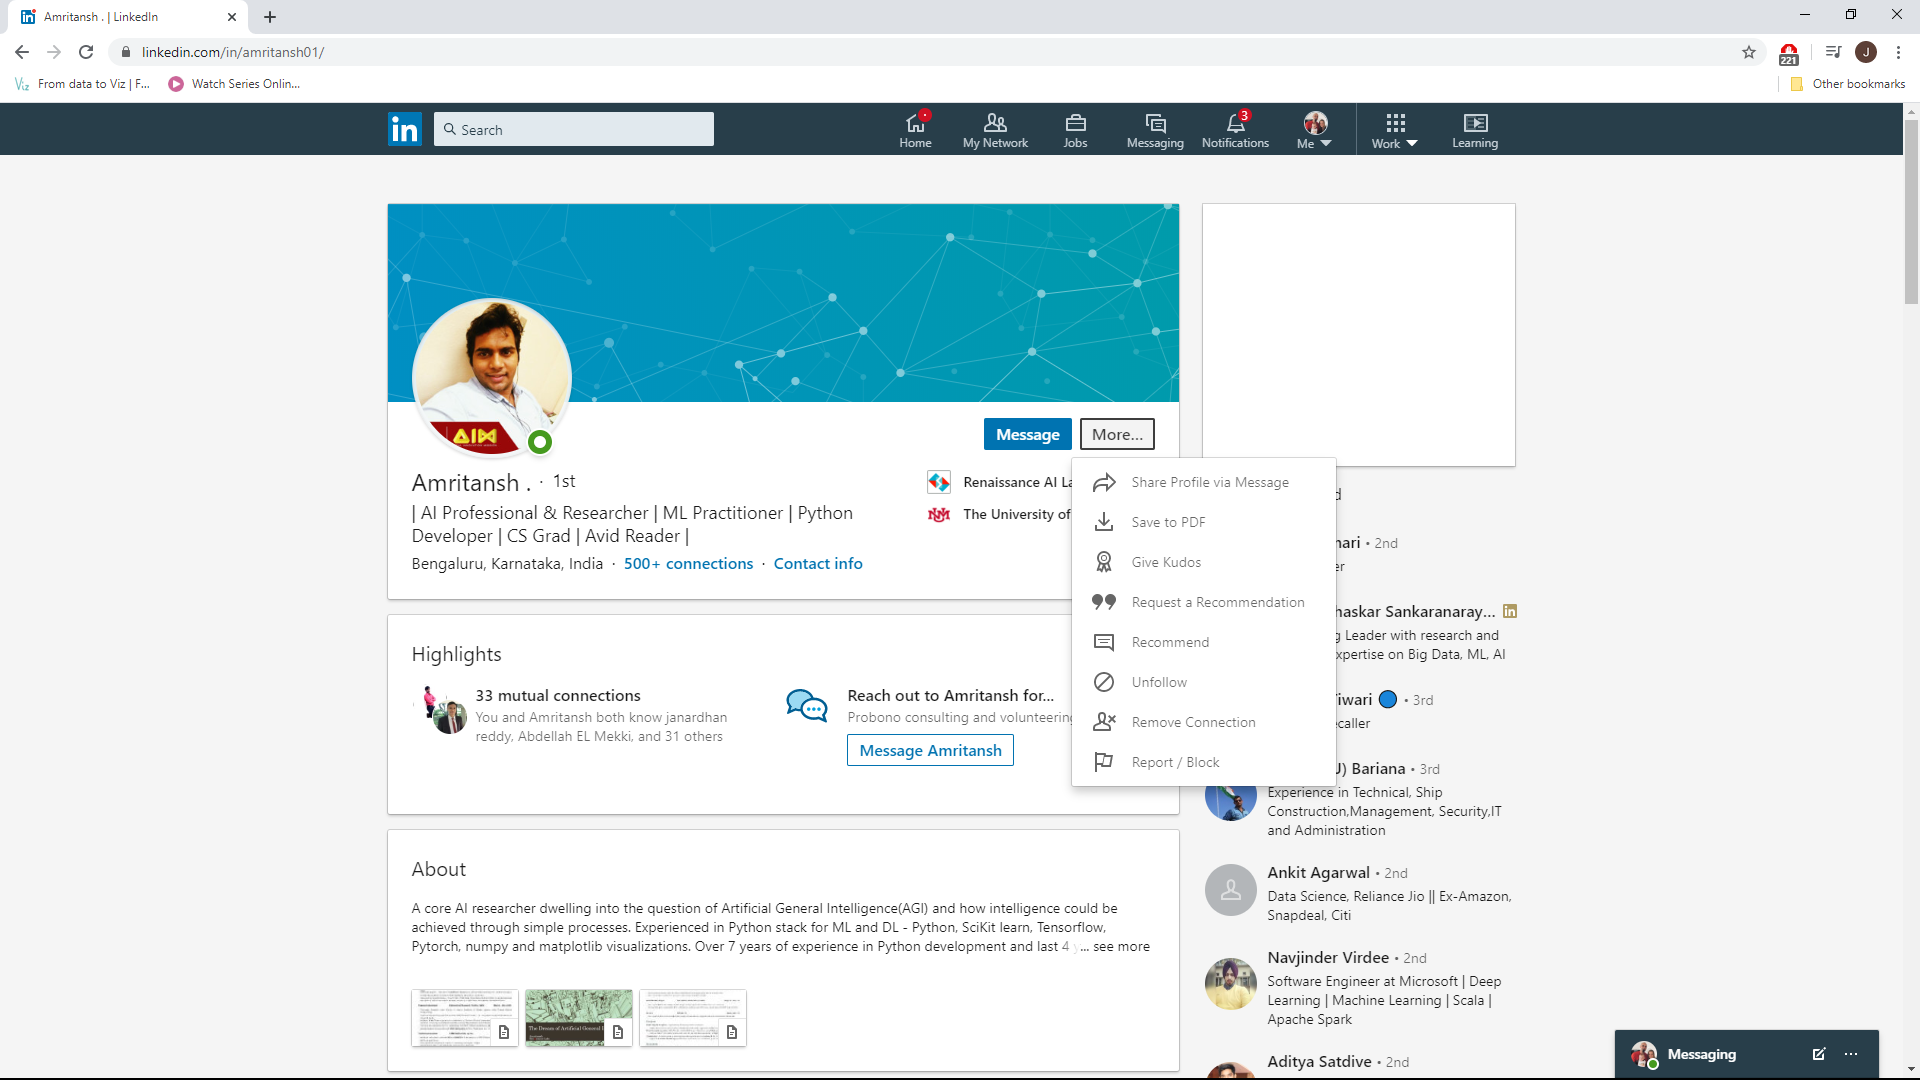 Amritansh . | LinkedIn
linkedin.com/in/amritansh01/
221
J
From data to Viz | F...
Watch Series Onlin...
Other bookmarks
in
Search
Home
My Network
Jobs
Messaging
3
Notifications
Me
Work
Learning
AIM
Message
More...
Amritansh . · 1st
| AI Professional & Researcher | ML Practitioner | Python
Developer | CS Grad | Avid Reader |
Bengaluru, Karnataka, India · 500+ connections · Contact info
Renaissance AI La
The University of
Share Profile via Message
Save to PDF
Give Kudos
Request a Recommendation
Recommend
Unfollow
Remove Connection
Report / Block
Highlights
33 mutual connections
You and Amritansh both know janardhan
reddy, Abdellah EL Mekki, and 31 others
Reach out to Amritansh for...
Probono consulting and volunteering
Message Amritansh
About
A core AI researcher dwelling into the question of Artificial General Intelligence(AGI) and how intelligence could be
achieved through simple processes. Experienced in Python stack for ML and DL - Python, SciKit learn, Tensorflow,
Pytorch, numpy and matplotlib visualizations. Over 7 years of experience in Python development and last 4 y... see more
The Dream of Artificial General
d
nari • 2nd
er
haskar Sankaranaray...
g Leader with research and
xpertise on Big Data, ML, AI
iwari • 3rd
ecaller
J) Bariana • 3rd
Experience in Technical, Ship
Construction,Management, Security,IT
and Administration
Ankit Agarwal • 2nd
Data Science, Reliance Jio || Ex-Amazon,
Snapdeal, Citi
Navjinder Virdee • 2nd
Software Engineer at Microsoft | Deep
Learning | Machine Learning | Scala |
Apache Spark
Aditya Satdive • 2nd
Messaging